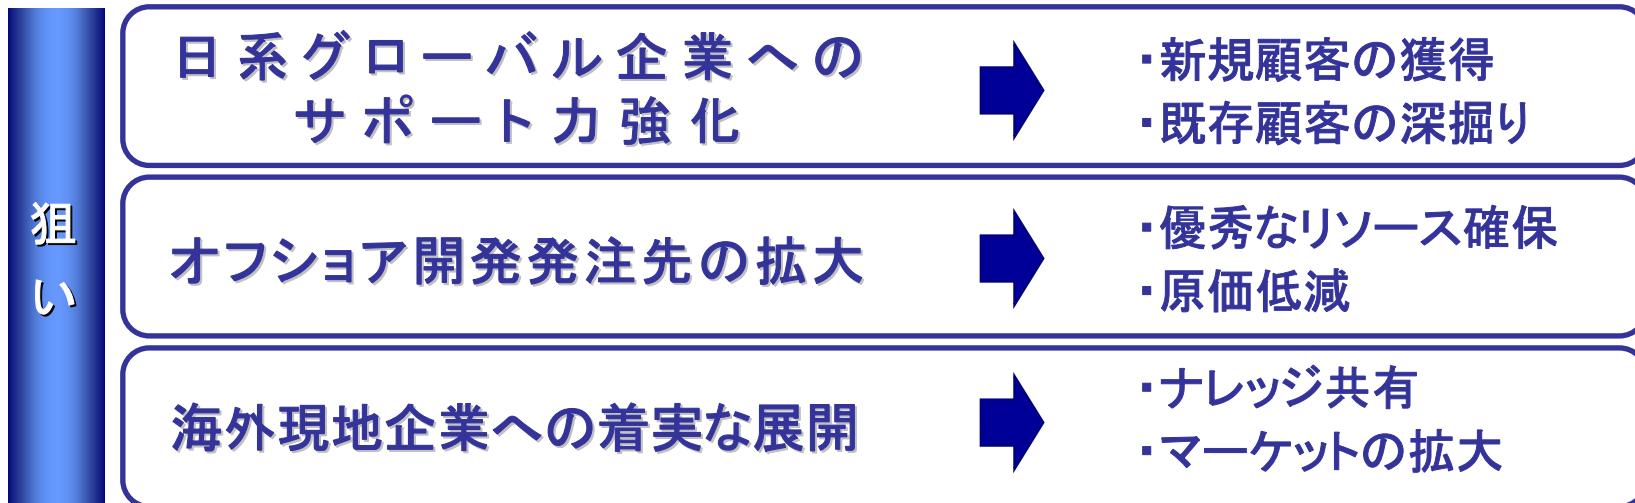 狙い
日系グローバル企業への
サポート力強化
・新規顧客の獲得
・既存顧客の深掘り
オフショア開発発注先の拡大
・優秀なリソース確保
・原価低減
海外現地企業への着実な展開
・ナレッジ共有
・マーケットの拡大